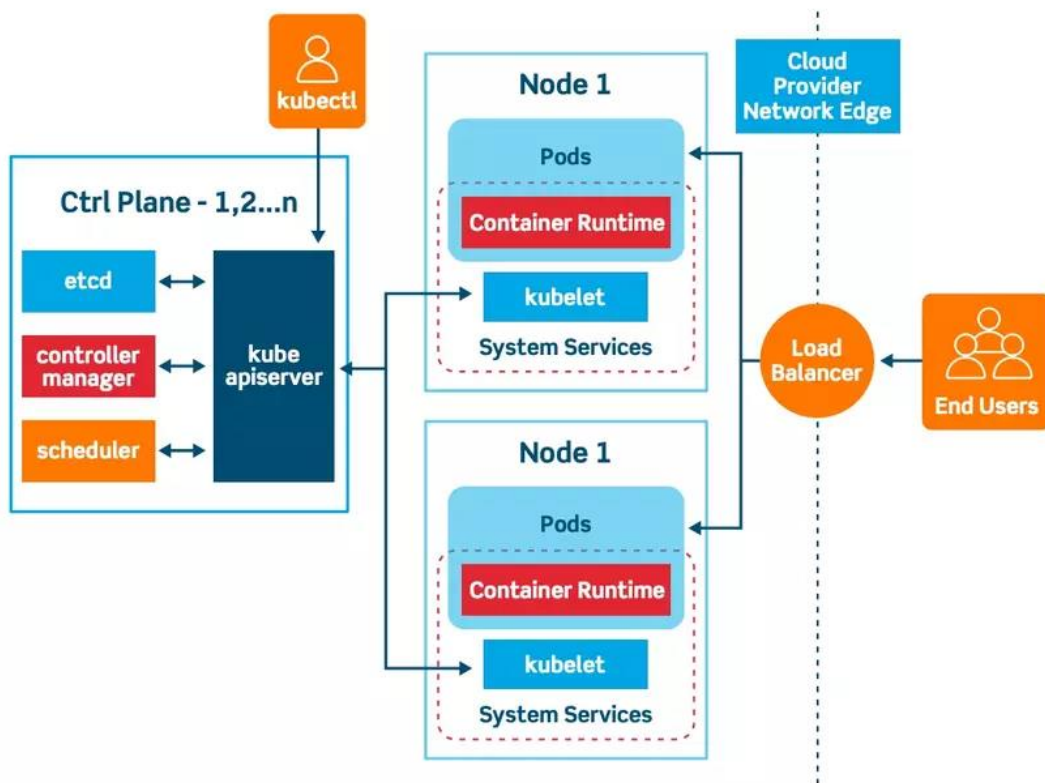 kubectl
Ctrl Plane - 1,2...n
etcd
controller
manager
scheduler
kube
apiserver
Node 1
Pods
Container Runtime
kubelet
System Services
Node 1
Pods
Container Runtime
kubelet
System Services
Cloud
Provider
Network Edge
Load
Balancer
End Users